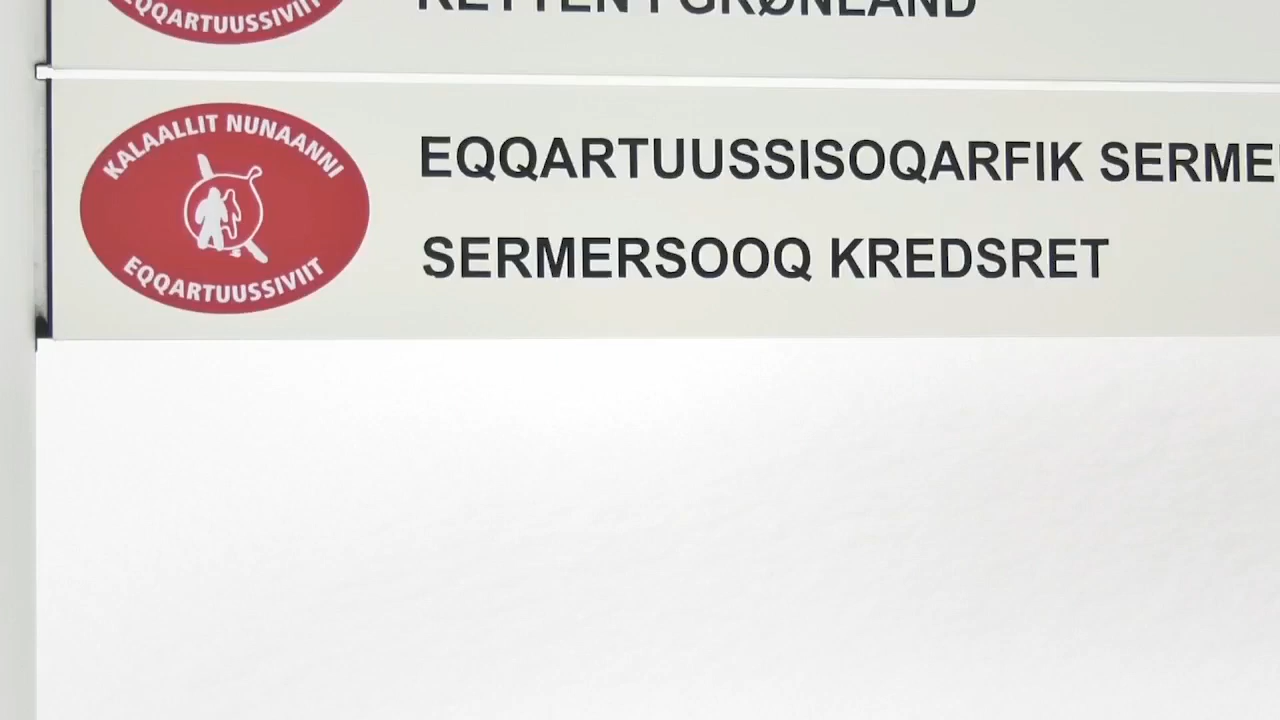 EQQARTUUSSIVIIT
RETTEN I GRØNLAND
KALAALLIT NUNAANNI
EQQARTUUSSIVIIT
EQQARTUUSSISOQARFIK SERME
SERMERSOOQ KREDSRET